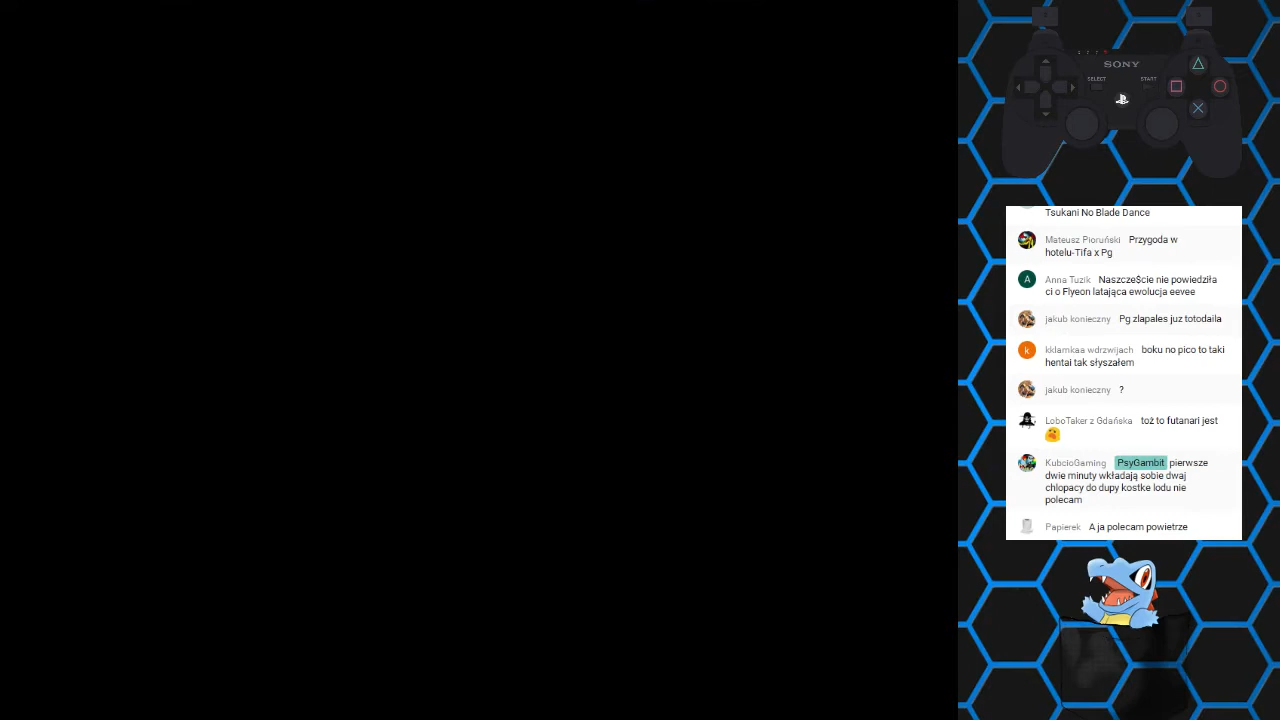 SONY
SELECT
START
Tsukani No Blade Dance
Mateusz Pioruński Przygoda w
hotelu-Tifa x Pg
A
Anna Tuzik Naszcze$cie nie powiedziła
ci o Flyeon latająca ewolucja eevee
jakub konieczny Pg zlapales juz totodaila
k
kklamkaa wdrzwijach boku no pico to taki
hentai tak słyszałem
jakub konieczny ?
LoboTaker z Gdańska toż to futanari jest
KubcioGaming PsyGambit pierwsze
dwie minuty wkładają sobie dwaj
chlopacy do dupy kostke lodu nie
polecam
Papierek A ja polecam powietrze